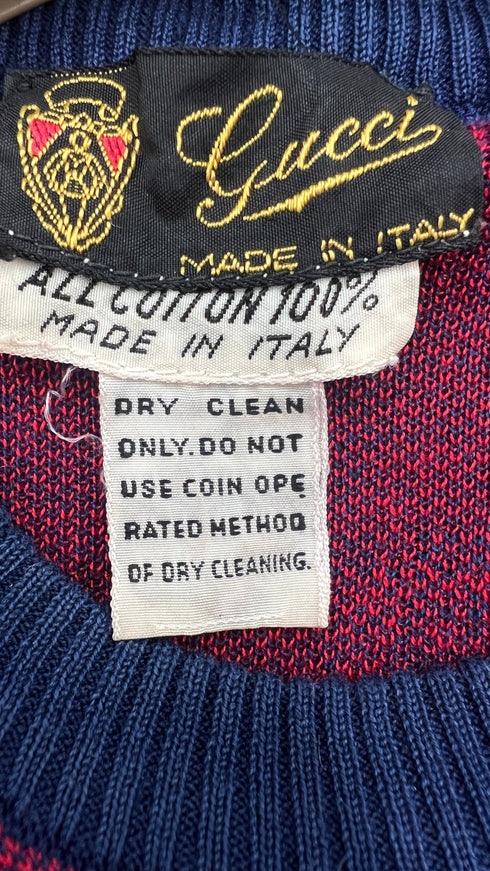 Gucci
MADE IN ITALY
ALL COTTON 100%
MADE IN ITALY
DRY CLEAN
ONLY. DO NOT
USE COIN OPE
RATED METHOD
OF DRY CLEANING.